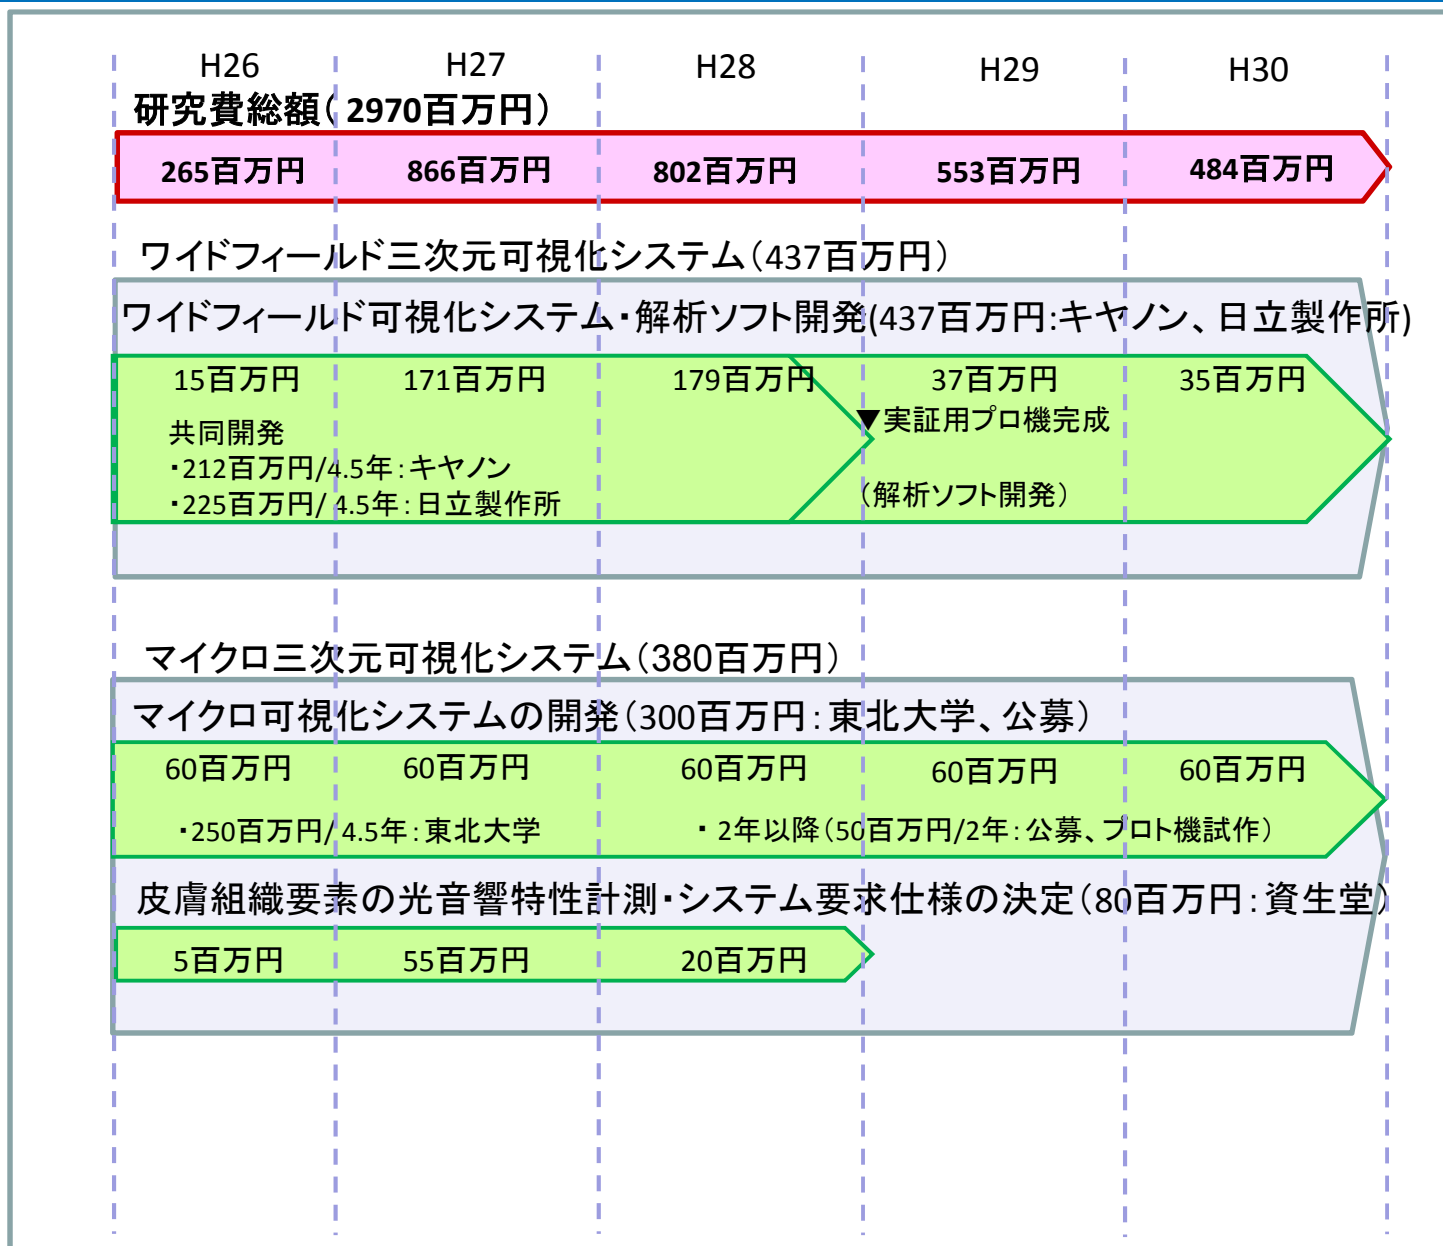 H26 H27 H28 H29 H30
研究費総額(2970百万円)
265百万円 866百万円 802百万円 553百万円 484百万円
ワイドフィールド三次元可視化システム(437百万円)
ワイドフィールド可視化システム・解析ソフト開発(437百万円:キヤノン、日立製作所)
15百万円 171百万円 179百万円 37百万円 35百万円
▼実証用プロ機完成
共同開発
・212百万円/4.5年:キヤノン
・225百万円/4.5年:日立製作所
(解析ソフト開発)
マイクロ三次元可視化システム(380百万円)
マイクロ可視化システムの開発(300百万円:東北大学、公募)
60百万円 60百万円 60百万円 60百万円 60百万円
・250百万円/4.5年:東北大学 ・2年以降(50百万円/2年:公募、プロト機試作)
皮膚組織要素の光音響特性計測・システム要求仕様の決定(80百万円:資生堂)
5百万円 55百万円 20百万円